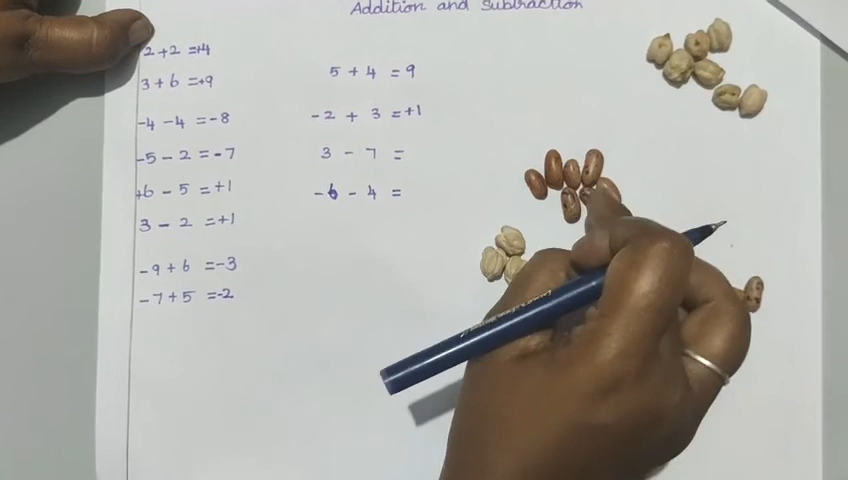 Addition and Subtraction
2 + 2 = +4
3 + 6 = +9
-4 - 4 = -8
-5 - 2 = -7
+6 - 5 = +1
3 - 2 = +1
-9 + 6 = -3
-7 + 5 = -2
5 + 4 = 9
-2 + 3 = +1
3 - 7 =
-6 - 4 =